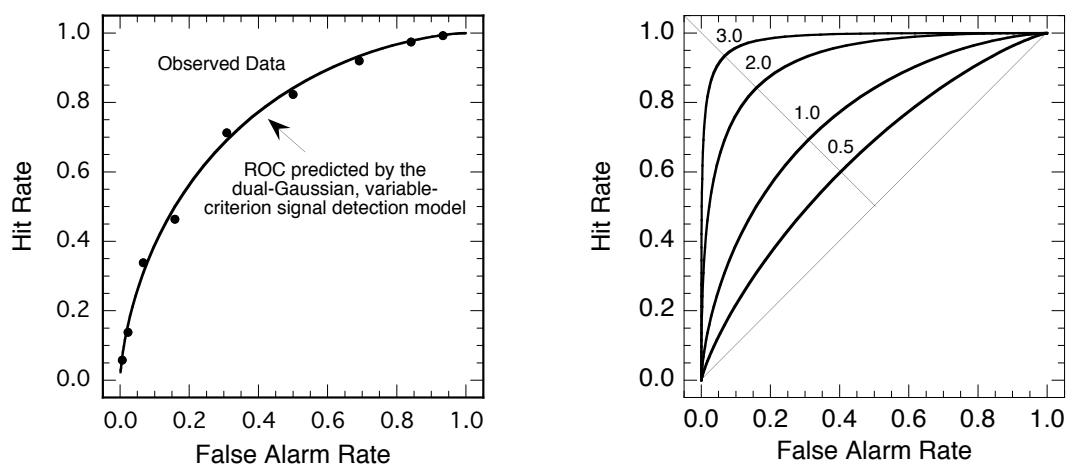 1.0
0.8
0.6
0.4
0.2
0.0
Hit Rate
Observed Data
ROC predicted by the
dual-Gaussian, variable-
criterion signal detection model
0.0 0.2 0.4 0.6 0.8 1.0
False Alarm Rate
1.0
0.8
0.6
0.4
0.2
0.0
Hit Rate
3.0
2.0
1.0
0.5
0.0 0.2 0.4 0.6 0.8 1.0
False Alarm Rate